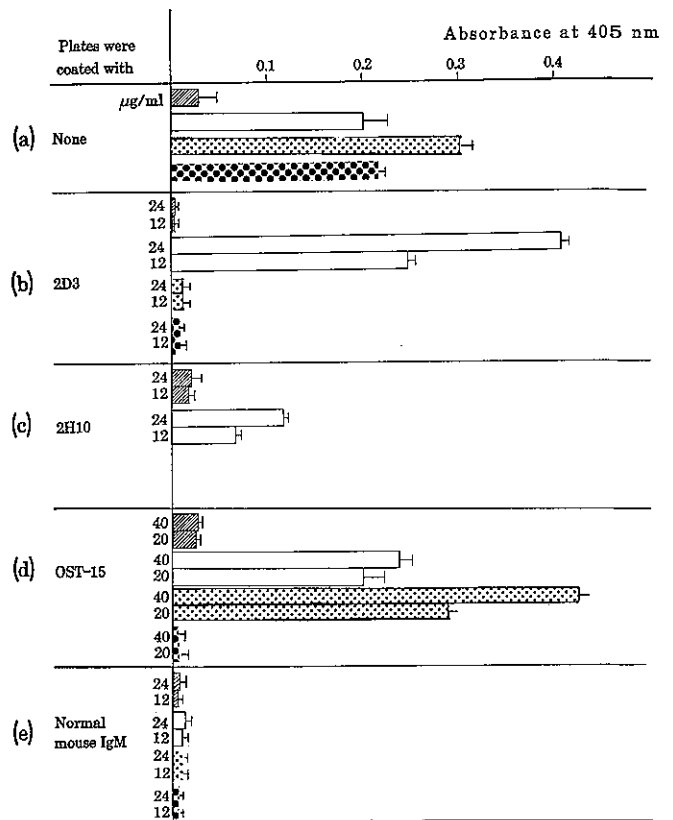 Absorbance at 405 nm
Plates were
coated with
0.1 0.2 0.3 0.4
μg/ml
(a) None
24
12
24
12
(b) 2D3
24
12
24
12
24
12
(c) 2H10
24
12
40
20
40
20
(d) OST-15
40
20
40
20
24
12
24
12
(e) Normal
mouse IgM
24
12
24
12